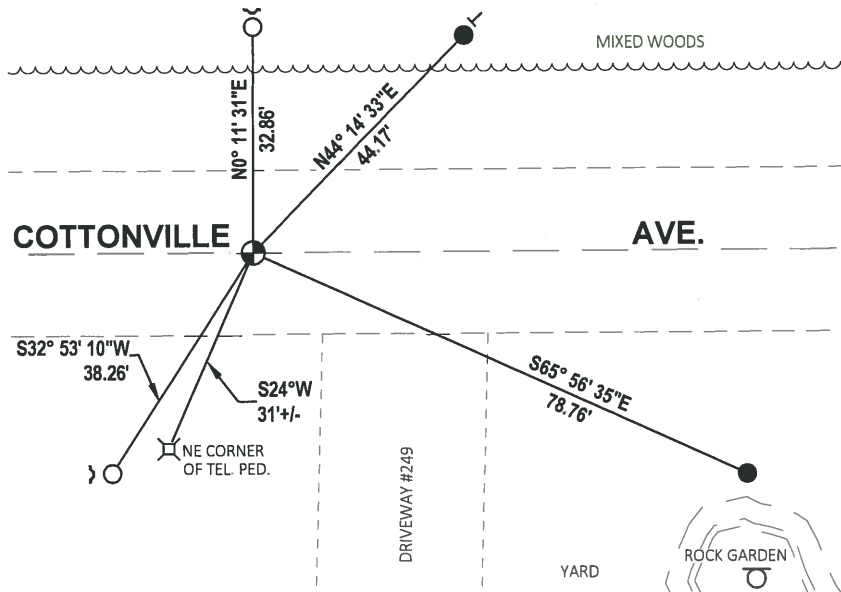 MIXED WOODS
N0° 11' 31"E
32.86'
N44° 14' 33"E
44.17'
COTTONVILLE AVE.
S32° 53' 10"W
38.26'
S24°W
31'+/-
S65° 56' 35"E
78.76'
NE CORNER
OF TEL. PED.
DRIVEWAY #249
YARD
ROCK GARDEN